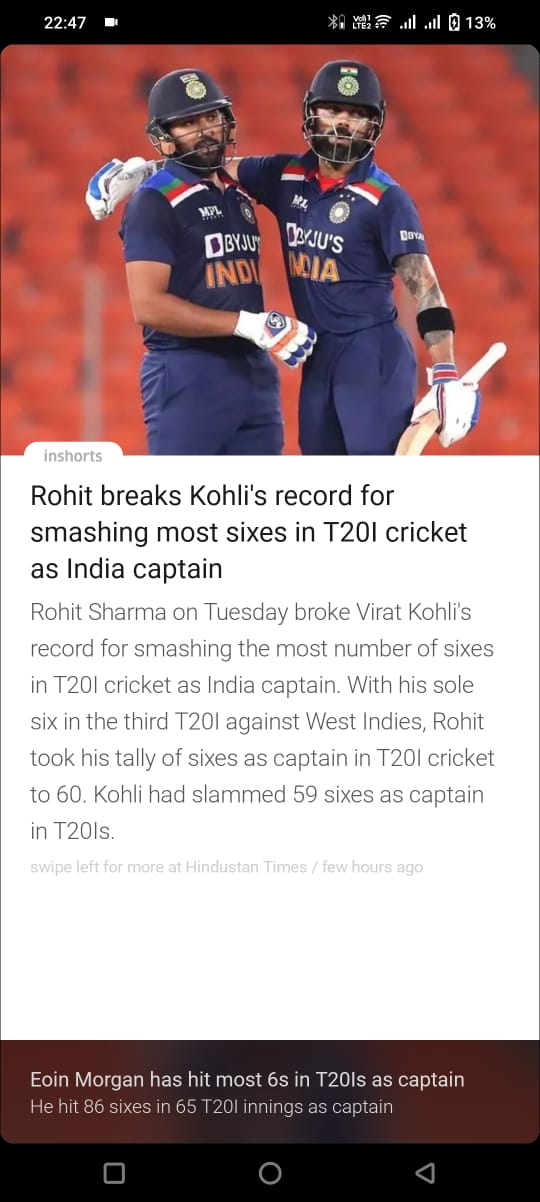 22:47
Vo)) 1
LTE2
13%
MPL
BYJU'S
INDI
MPL
BYJU'S
INDIA
BYJU
inshorts
Rohit breaks Kohli's record for
smashing most sixes in T20I cricket
as India captain
Rohit Sharma on Tuesday broke Virat Kohli's
record for smashing the most number of sixes
in T20I cricket as India captain. With his sole
six in the third T20I against West Indies, Rohit
took his tally of sixes as captain in T20I cricket
to 60. Kohli had slammed 59 sixes as captain
in T20Is.
swipe left for more at Hindustan Times / few hours ago
Eoin Morgan has hit most 6s in T20Is as captain
He hit 86 sixes in 65 T20I innings as captain